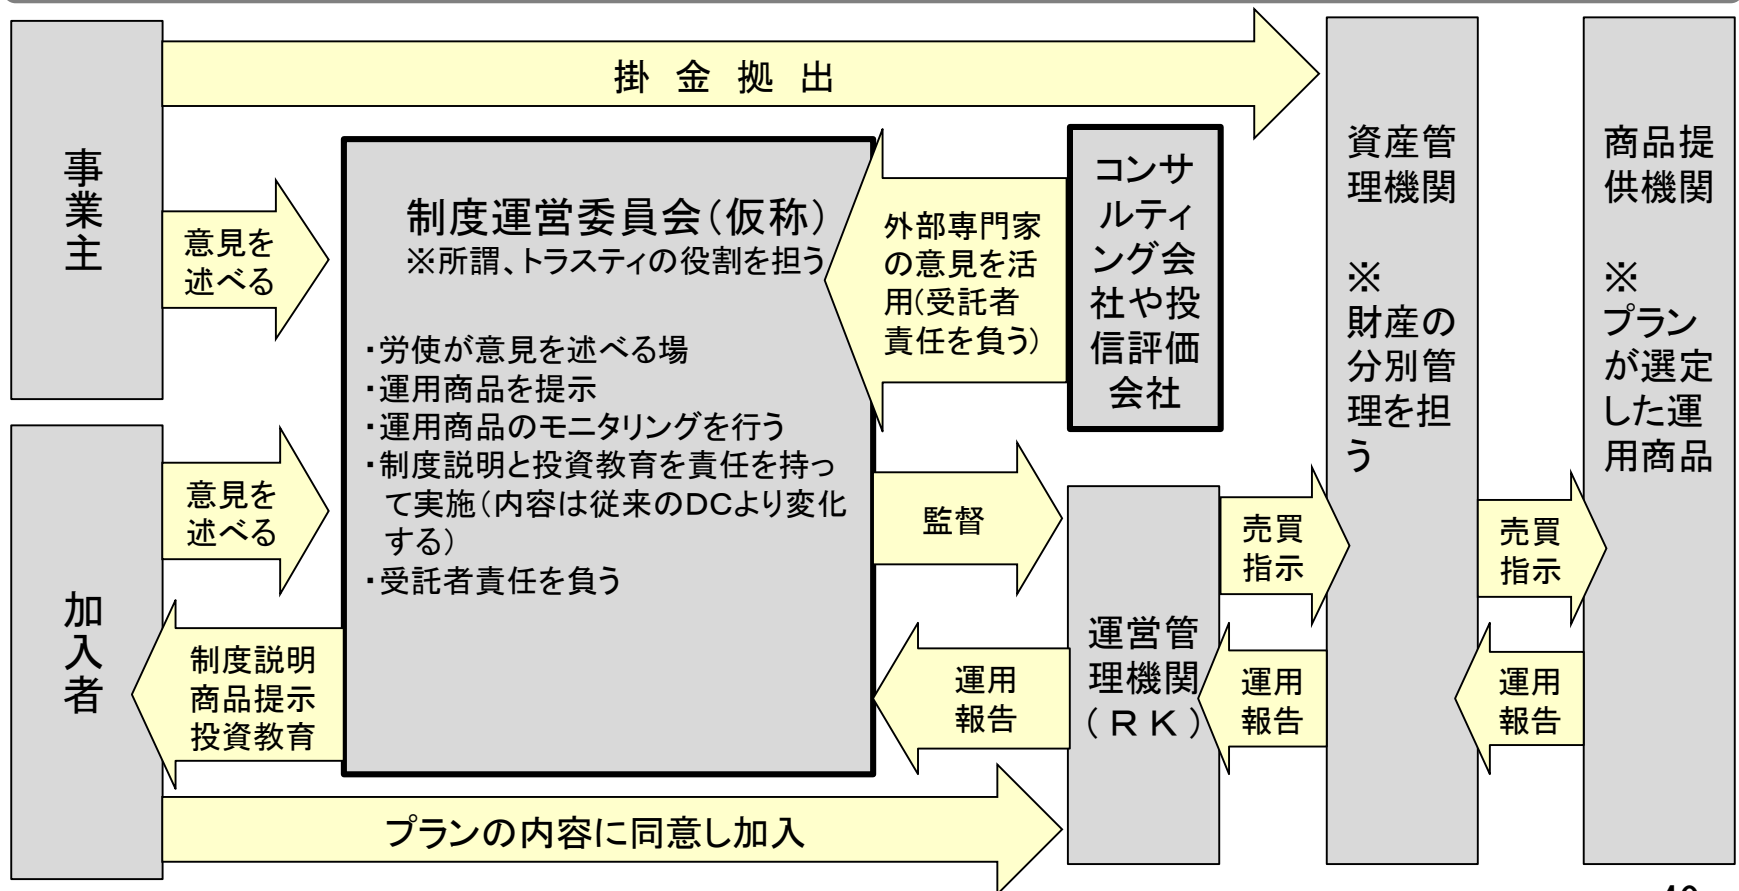 掛 金 拠 出
事業主
意見を
述べる
制度運営委員会（仮称）
※所謂、トラスティの役割を担う
・労使が意見を述べる場
・運用商品を提示
・運用商品のモニタリングを行う
・制度説明と投資教育を責任を持っ
て実施（内容は従来のＤＣより変化
する）
・受託者責任を負う
外部専門家
の意見を活
用(受託者
責任を負う）
コンサ
ルティ
ング会
社や投
信評価
会社
資産管
理機関
※
財産の
分別管
理を担
う
商品提
供機関
※
プラン
が選定
した運
用商品
加入者
意見を
述べる
制度説明
商品提示
投資教育
監督
運用
報告
運営管
理機関
（ＲＫ）
売買
指示
運用
報告
売買
指示
運用
報告
プランの内容に同意し加入